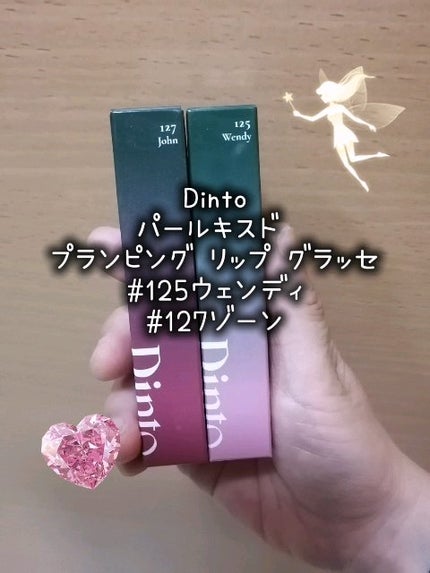 127
John
125
Wendy
Dinto
パールキスド
プランピング リップ グラッセ
#125ウェンディ
#127ゾーン
Dinto
Dinto